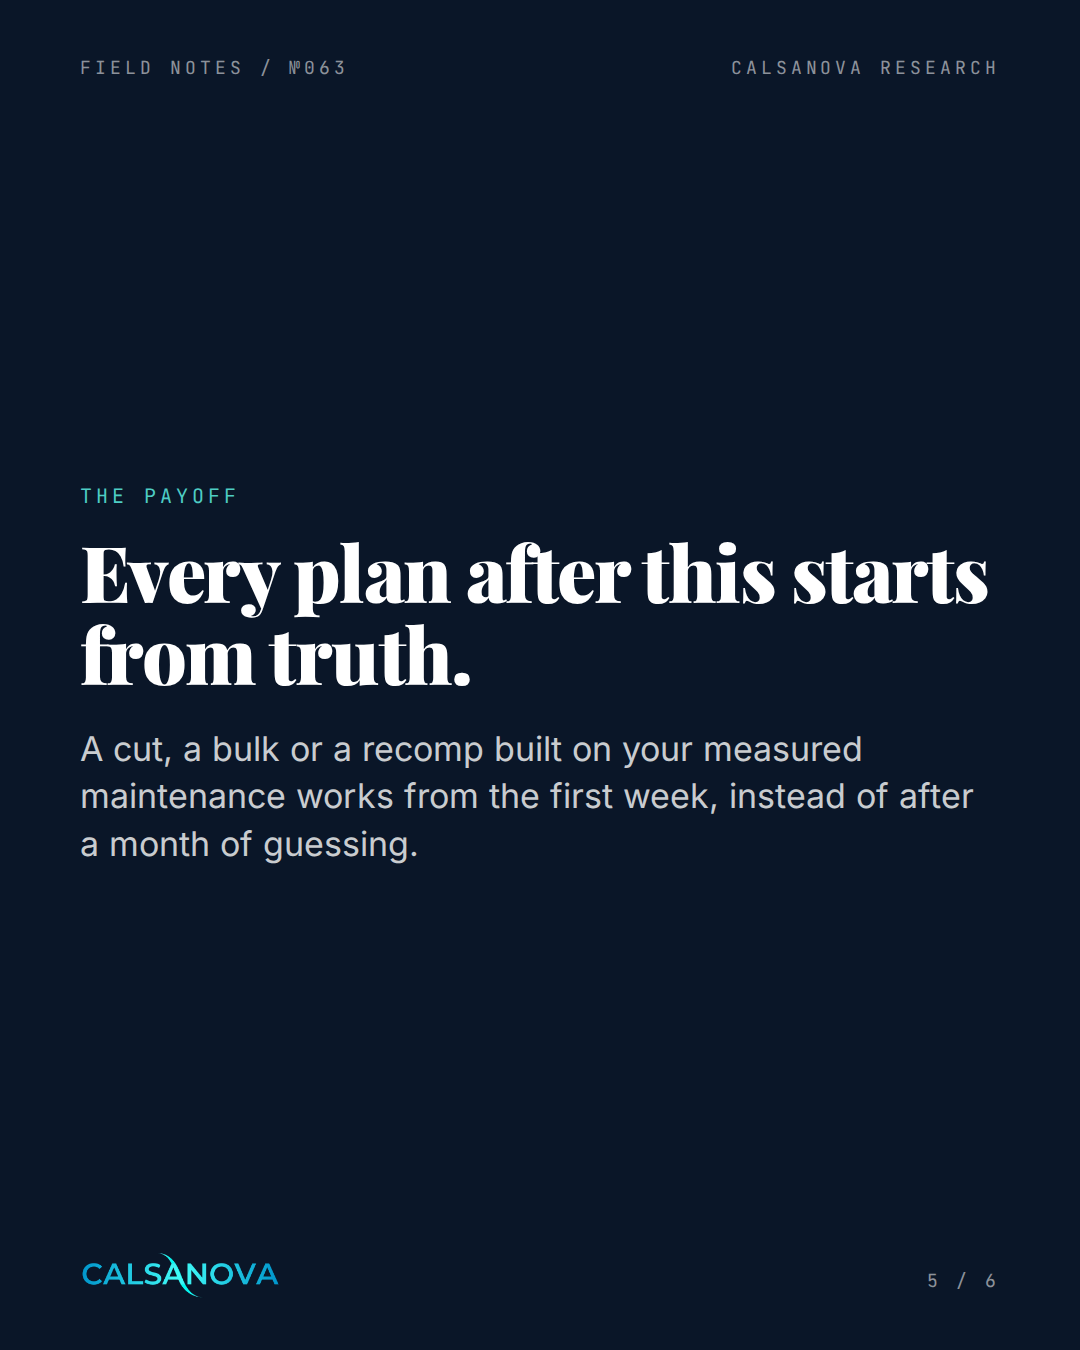 FIELD NOTES / №063
CALSANOVA RESEARCH
THE PAYOFF
Every plan after this starts
from truth.
A cut, a bulk or a recomp built on your measured
maintenance works from the first week, instead of after
a month of guessing.
CALSANOVA
5 / 6